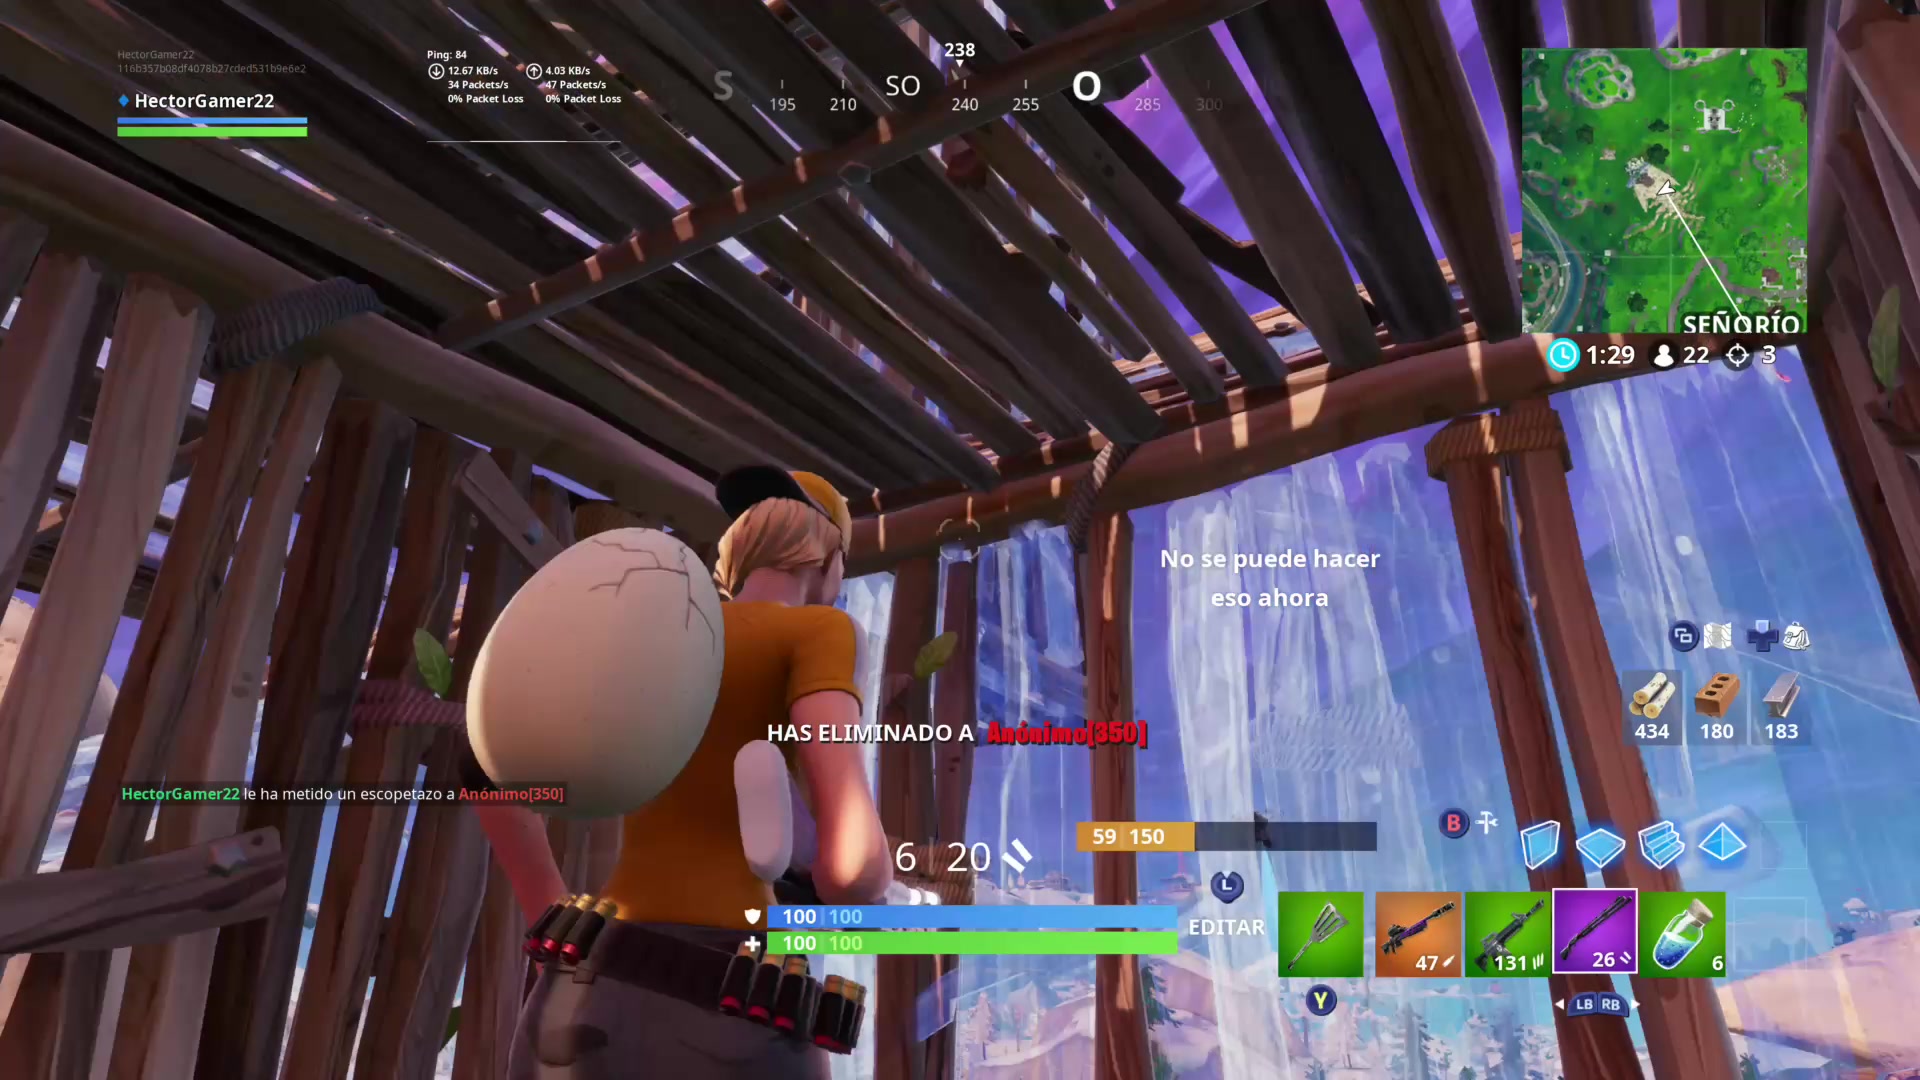 HectorGamer22
116b357b08df4078b27cded531b9e6e2
HectorGamer22
Ping: 84
12.67 KB/s 4.03 KB/s
34 Packets/s 47 Packets/s
0% Packet Loss 0% Packet Loss
238
S 195 210 SO 240 255 O 285 300
SEÑORÍO
1:29 22 3
No se puede hacer
eso ahora
434 180 183
HAS ELIMINADO A Anónimo[350]
HectorGamer22 le ha metido un escopetazo a Anónimo[350]
59 150
B
6 20
L
EDITAR
100 100
100 100
47 131 26 6
Y
LB RB